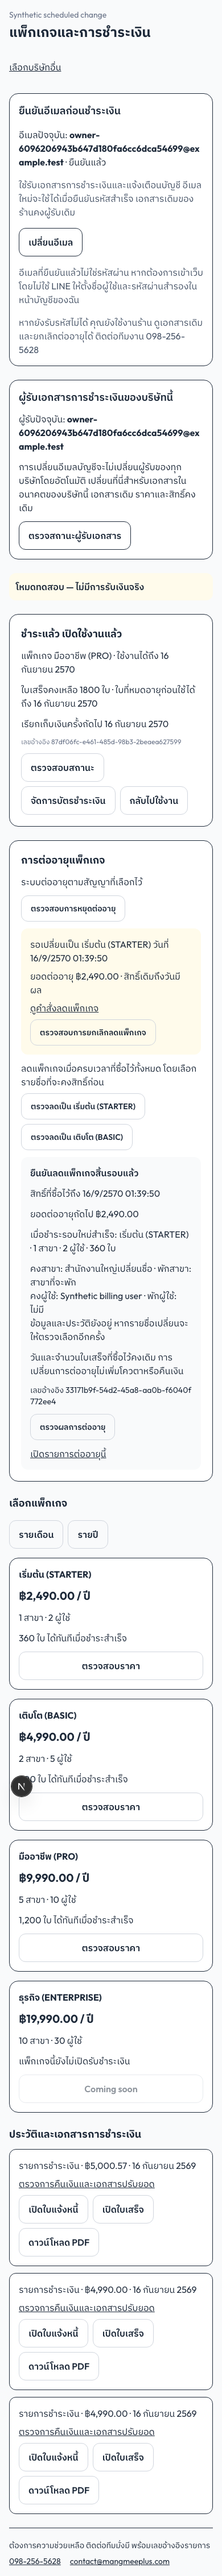 Synthetic scheduled change
แพ็กเกจและการชำระเงิน
เลือกบริษัทอื่น
ยืนยันอีเมลก่อนชำระเงิน
อีเมลปัจจุบัน: owner-
6096206943b647d180fa6cc6dca54699@ex
ample.test · ยืนยันแล้ว
ใช้รับเอกสารการชำระเงินและแจ้งเตือนบัญชี อีเมล
ใหม่จะใช้ได้เมื่อยืนยันรหัสสำเร็จ เอกสารเดิมของ
ร้านคงผู้รับเดิม
เปลี่ยนอีเมล
อีเมลที่ยืนยันแล้วไม่ใช่รหัสผ่าน หากต้องการเข้าเว็บ
โดยไม่ใช้ LINE ให้ตั้งชื่อผู้ใช้และรหัสผ่านสำรองใน
หน้าบัญชีของฉัน
หากยังรับรหัสไม่ได้ คุณยังใช้งานร้าน ดูเอกสารเดิม
และยกเลิกต่ออายุได้ ติดต่อทีมงาน 098-256-
5628
ผู้รับเอกสารการชำระเงินของบริษัทนี้
ผู้รับปัจจุบัน: owner-
6096206943b647d180fa6cc6dca54699@ex
ample.test
การเปลี่ยนอีเมลบัญชีจะไม่เปลี่ยนผู้รับของทุก
บริษัทโดยอัตโนมัติ เปลี่ยนที่นี่สำหรับเอกสารใน
อนาคตของบริษัทนี้ เอกสารเดิม ราคาและสิทธิ์คง
เดิม
ตรวจสถานะผู้รับเอกสาร
โหมดทดสอบ — ไม่มีการรับเงินจริง
ชำระแล้ว เปิดใช้งานแล้ว
แพ็กเกจ มืออาชีพ (PRO) · ใช้งานได้ถึง 16
กันยายน 2570
ใบเสร็จคงเหลือ 1800 ใบ · ใบที่หมดอายุก่อนใช้ได้
ถึง 16 กันยายน 2570
เรียกเก็บเงินครั้งถัดไป 16 กันยายน 2570
เลขอ้างอิง 87df06fc-e461-485d-98b3-2beaea627599
ตรวจสอบสถานะ
จัดการบัตรชำระเงิน
กลับไปใช้งาน
การต่ออายุแพ็กเกจ
ระบบต่ออายุตามสัญญาที่เลือกไว้
ตรวจสอบการหยุดต่ออายุ
รอเปลี่ยนเป็น เริ่มต้น (STARTER) วันที่
16/9/2570 01:39:50
ยอดต่ออายุ ฿2,490.00 · สิทธิ์เดิมถึงวันมี
ผล
ดูคำสั่งลดแพ็กเกจ
ตรวจสอบการยกเลิกลดแพ็กเกจ
ลดแพ็กเกจเมื่อครบเวลาที่ซื้อไว้ทั้งหมด โดยเลือก
รายชื่อที่จะคงสิทธิ์ก่อน
ตรวจลดเป็น เริ่มต้น (STARTER)
ตรวจลดเป็น เติบโต (BASIC)
ยืนยันลดแพ็กเกจสิ้นรอบแล้ว
สิทธิ์ที่ซื้อไว้ถึง 16/9/2570 01:39:50
ยอดต่ออายุถัดไป ฿2,490.00
เมื่อชำระรอบใหม่สำเร็จ: เริ่มต้น (STARTER)
· 1 สาขา · 2 ผู้ใช้ · 360 ใบ
คงสาขา: สำนักงานใหญ่เปลี่ยนชื่อ · พักสาขา:
สาขาที่จะพัก
คงผู้ใช้: Synthetic billing user · พักผู้ใช้:
ไม่มี
ข้อมูลและประวัติยังอยู่ หากรายชื่อเปลี่ยนจะ
ให้ตรวจเลือกอีกครั้ง
วันและจำนวนใบเสร็จที่ซื้อไว้คงเดิม การ
เปลี่ยนการต่ออายุไม่เพิ่มโควตาหรือคืนเงิน
เลขอ้างอิง 33171b9f-54d2-45a8-aa0b-f6040f
772ee4
ตรวจผลการต่ออายุ
เปิดรายการต่ออายุนี้
เลือกแพ็กเกจ
รายเดือน
รายปี
เริ่มต้น (STARTER)
฿2,490.00 / ปี
1 สาขา · 2 ผู้ใช้
360 ใบ ได้ทันทีเมื่อชำระสำเร็จ
ตรวจสอบราคา
เติบโต (BASIC)
฿4,990.00 / ปี
2 สาขา · 5 ผู้ใช้
ใบ ได้ทันทีเมื่อชำระสำเร็จ
N
ตรวจสอบราคา
มืออาชีพ (PRO)
฿9,990.00 / ปี
5 สาขา · 10 ผู้ใช้
1,200 ใบ ได้ทันทีเมื่อชำระสำเร็จ
ตรวจสอบราคา
ธุรกิจ (ENTERPRISE)
฿19,990.00 / ปี
10 สาขา · 30 ผู้ใช้
แพ็กเกจนี้ยังไม่เปิดรับชำระเงิน
Coming soon
ประวัติและเอกสารการชำระเงิน
รายการชำระเงิน · ฿5,000.57 · 16 กันยายน 2569
ตรวจการคืนเงินและเอกสารปรับยอด
เปิดใบแจ้งหนี้
เปิดใบเสร็จ
ดาวน์โหลด PDF
รายการชำระเงิน · ฿4,990.00 · 16 กันยายน 2569
ตรวจการคืนเงินและเอกสารปรับยอด
เปิดใบแจ้งหนี้
เปิดใบเสร็จ
ดาวน์โหลด PDF
รายการชำระเงิน · ฿4,990.00 · 16 กันยายน 2569
ตรวจการคืนเงินและเอกสารปรับยอด
เปิดใบแจ้งหนี้
เปิดใบเสร็จ
ดาวน์โหลด PDF
ต้องการความช่วยเหลือ ติดต่อทีมมั่งมี พร้อมเลขอ้างอิงรายการ
098-256-5628
contact@mangmeeplus.com